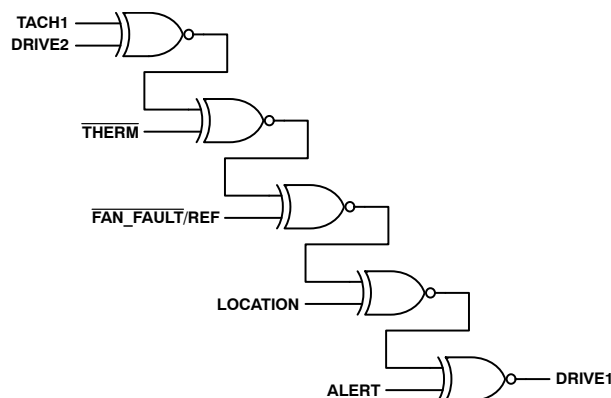 TACH1
DRIVE2
THERM
FAN_FAULT/REF
LOCATION
ALERT
DRIVE1